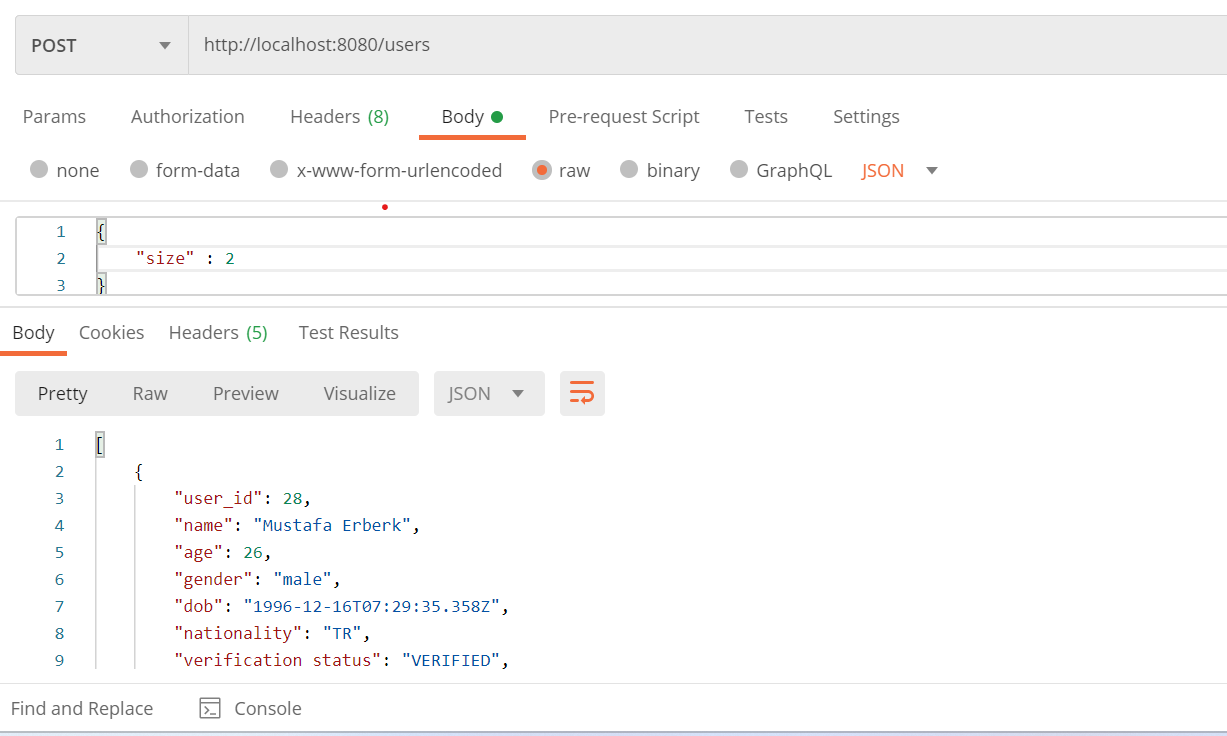 POST http://localhost:8080/users
Params Authorization Headers (8) Body Pre-request Script Tests Settings
none form-data x-www-form-urlencoded raw binary GraphQL JSON
1 {
2 "size" : 2
3 }
Body Cookies Headers (5) Test Results
Pretty Raw Preview Visualize JSON
1 [
2 {
3 "user_id": 28,
4 "name": "Mustafa Erberk",
5 "age": 26,
6 "gender": "male",
7 "dob": "1996-12-16T07:29:35.358Z",
8 "nationality": "TR",
9 "verification status": "VERIFIED",
Find and Replace Console